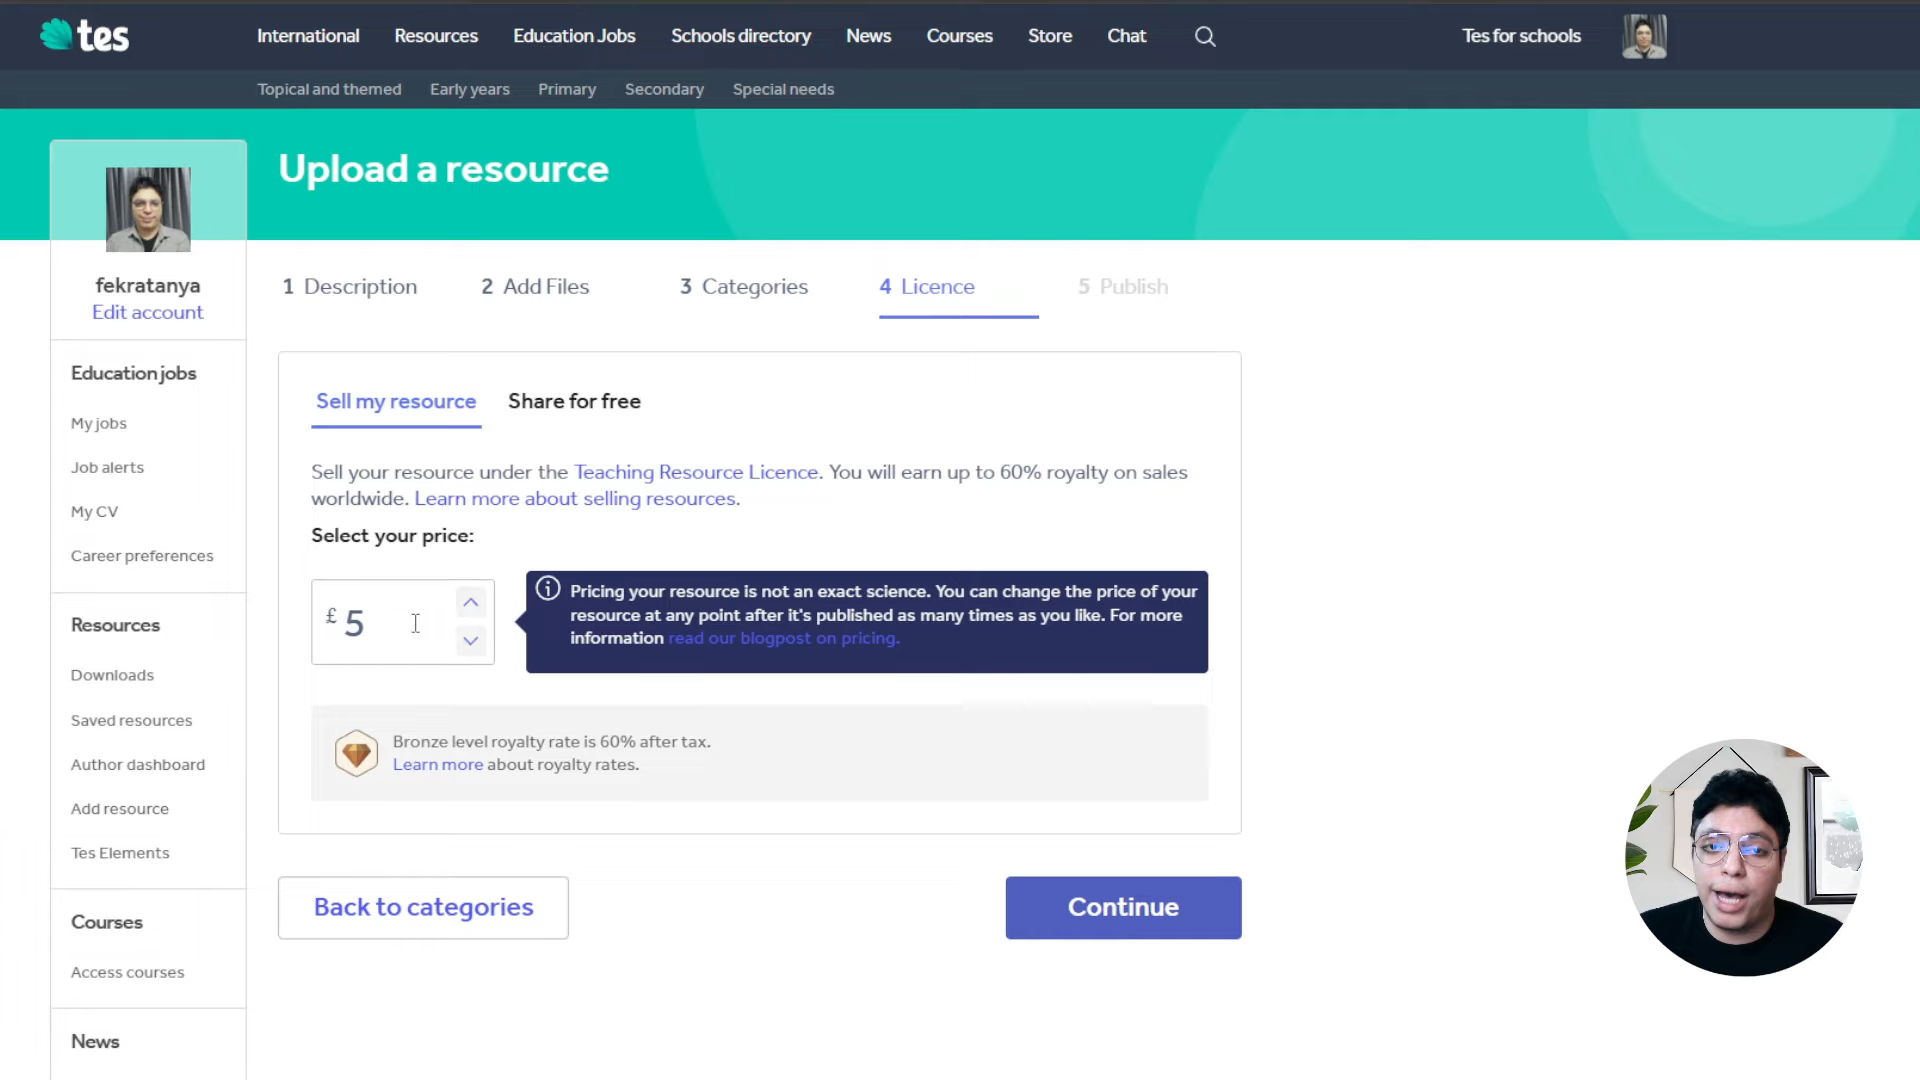 tes
International Resources Education Jobs Schools directory News Courses Store Chat Tes for schools
Topical and themed Early years Primary Secondary Special needs
Upload a resource
fekratanya
Edit account
Education jobs
My jobs
Job alerts
My CV
Career preferences
Resources
Downloads
Saved resources
Author dashboard
Add resource
Tes Elements
Courses
Access courses
News
1 Description 2 Add Files 3 Categories 4 Licence 5 Publish
Sell my resource Share for free
Sell your resource under the Teaching Resource Licence. You will earn up to 60% royalty on sales
worldwide. Learn more about selling resources.
Select your price:
£ 5
Pricing your resource is not an exact science. You can change the price of your
resource at any point after it's published as many times as you like. For more
information read our blogpost on pricing.
Bronze level royalty rate is 60% after tax.
Learn more about royalty rates.
Back to categories Continue